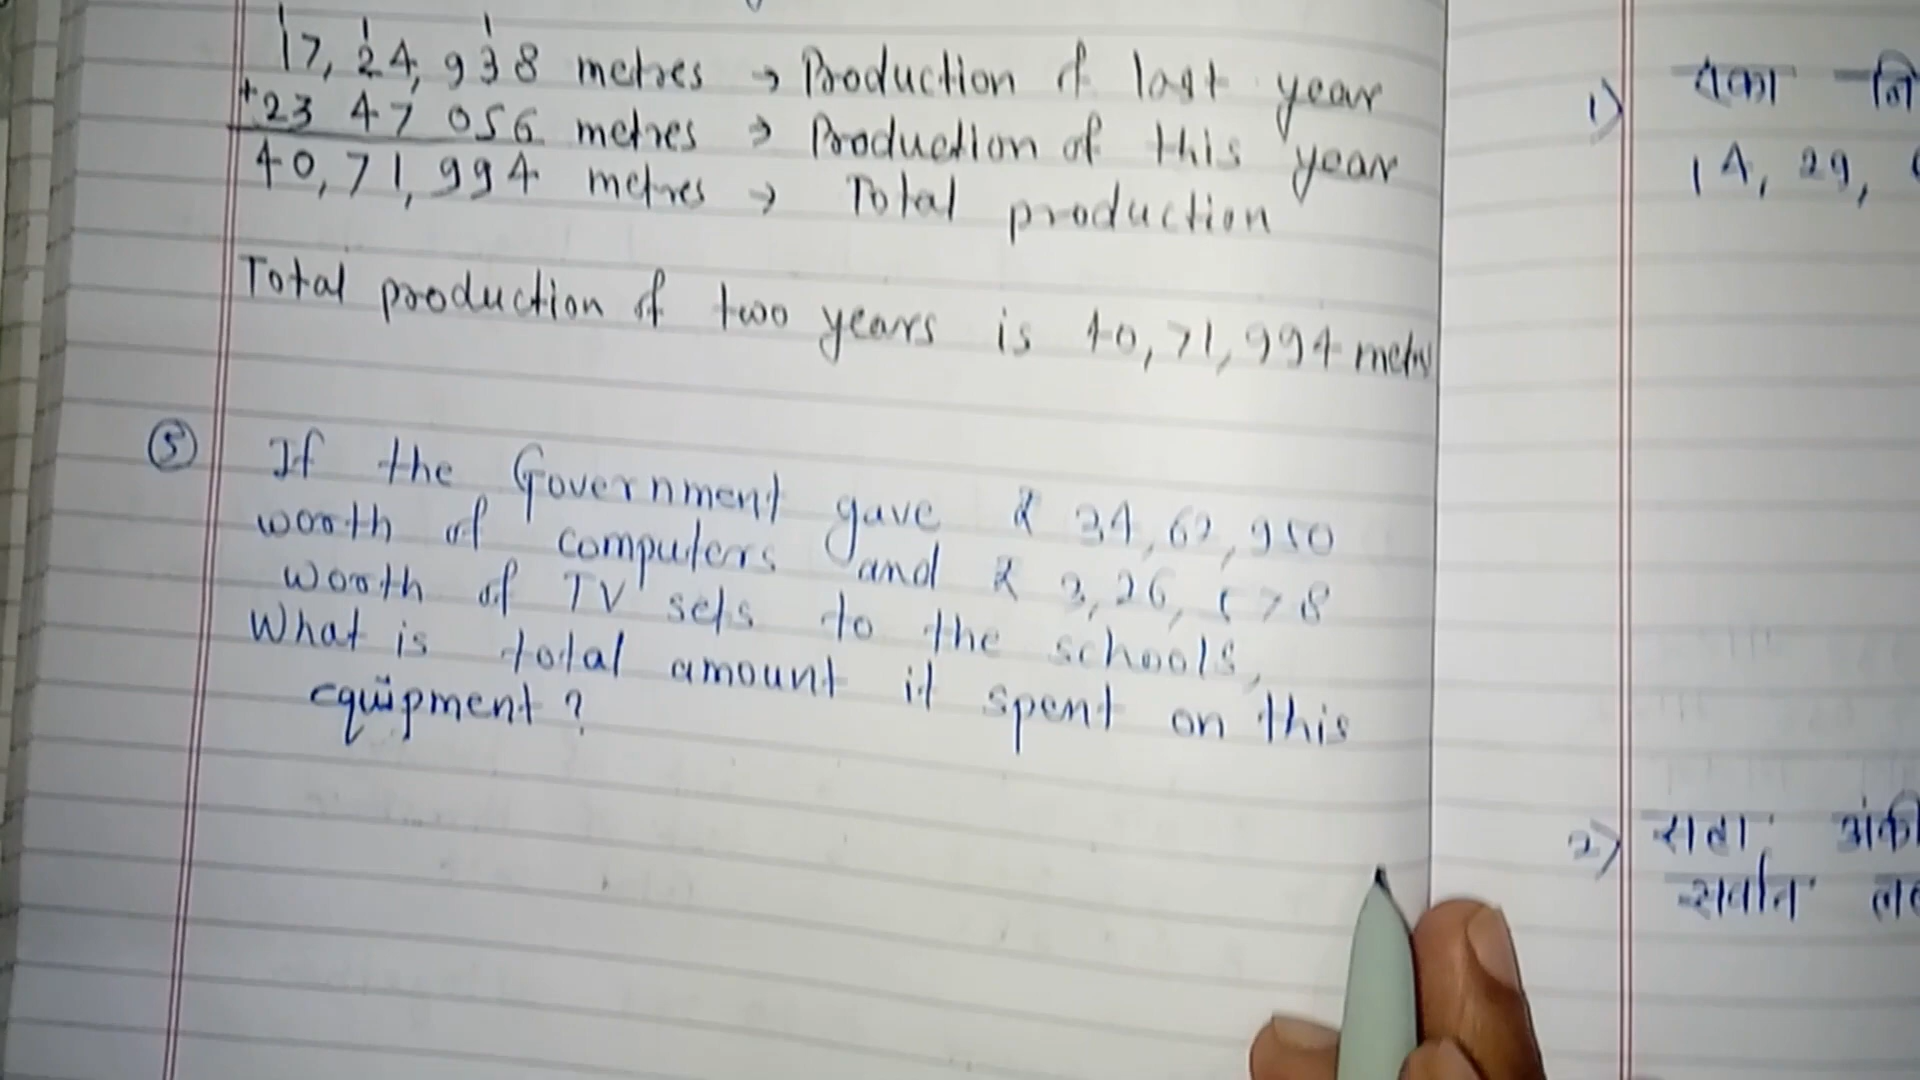 17, 24, 938 metres → Production of last year
+23 47 056 metres → Production of this year
40, 71, 994 metres → Total production
Total production of two years is 40, 71, 994 metres
⑤ If the Government gave ₹ 34, 62, 950
worth of computers and ₹ 3, 26, 578
worth of TV sets to the schools,
What is total amount it spent on this
equipment?
1) एका नि
14, 29,
2) सहा अंकी